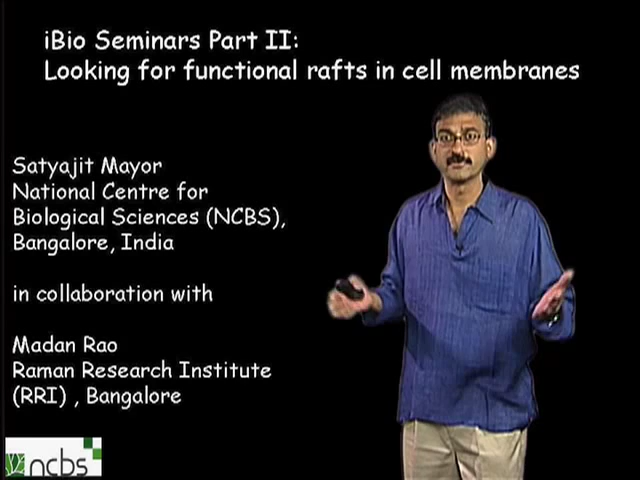 iBio Seminars Part II:
Looking for functional rafts in cell membranes
Satyajit Mayor
National Centre for
Biological Sciences (NCBS),
Bangalore, India
in collaboration with
Madan Rao
Raman Research Institute
(RRI) , Bangalore
ncbs